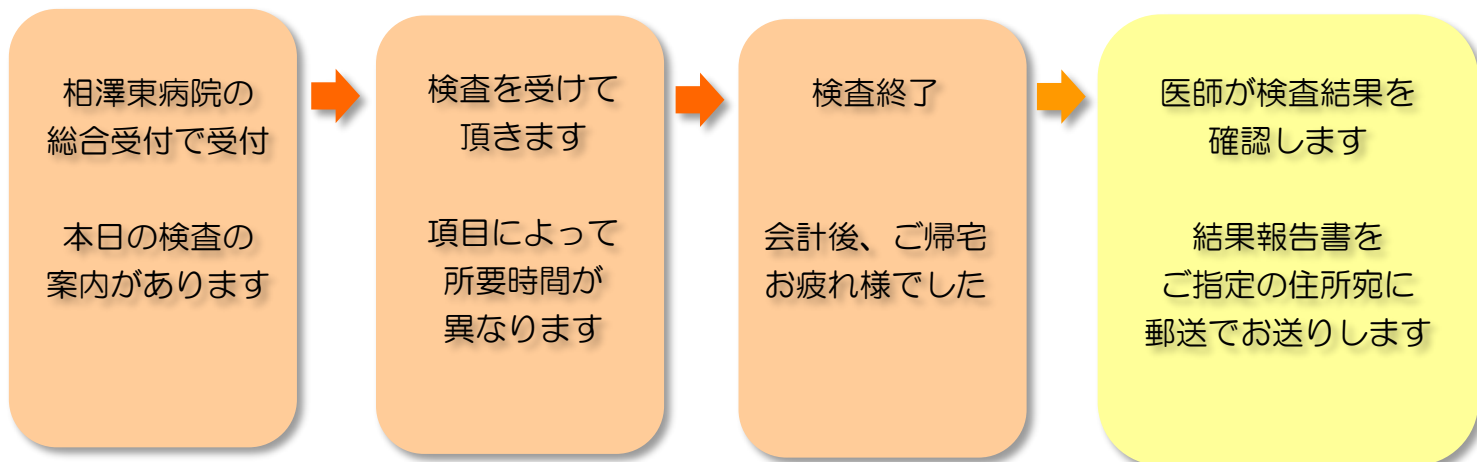 相澤東病院の
総合受付で受付
本日の検査の
案内があります
検査を受けて
頂きます
項目によって
所要時間が
異なります
検査終了
会計後、ご帰宅
お疲れ様でした
医師が検査結果を
確認します
結果報告書を
ご指定の住所宛に
郵送でお送りします